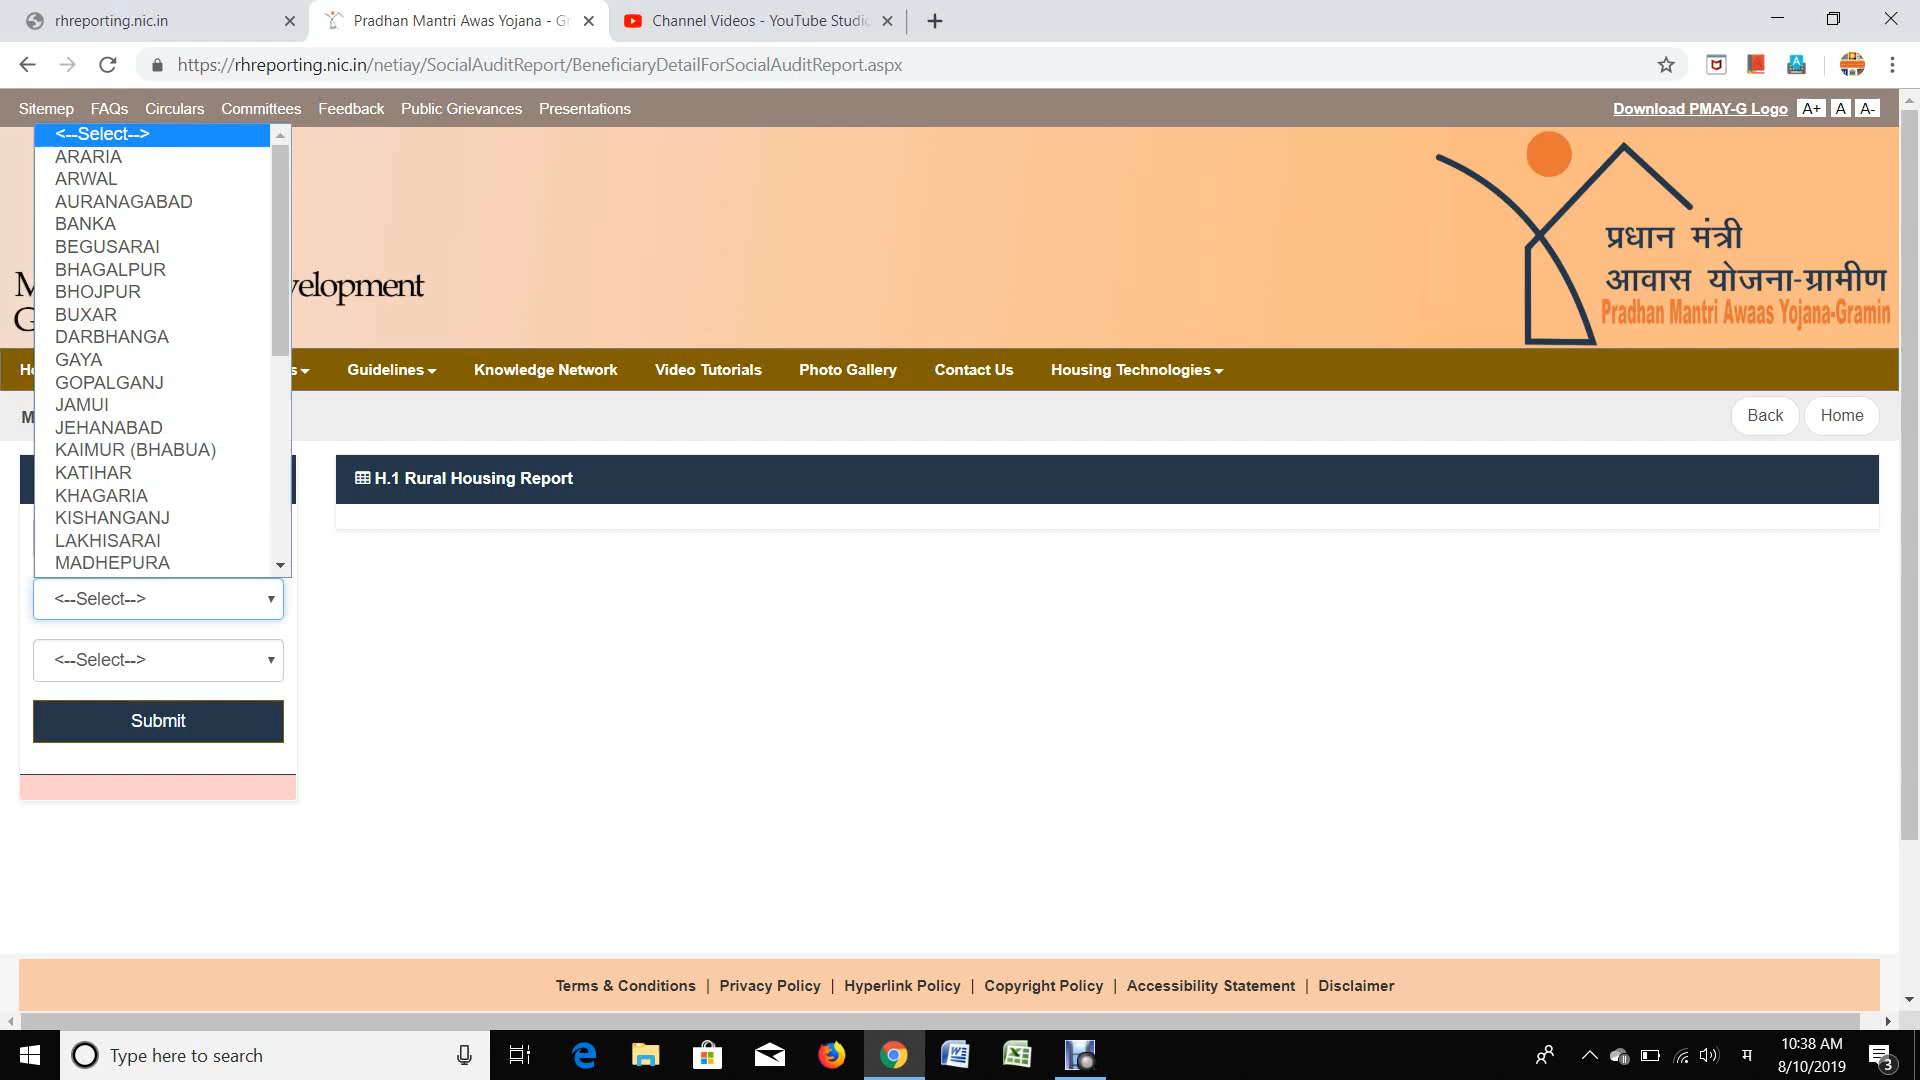 rhreporting.nic.in
Pradhan Mantri Awas Yojana - G
Channel Videos - YouTube Studio
https://rhreporting.nic.in/netiay/SocialAuditReport/BeneficiaryDetailForSocialAuditReport.aspx
Sitemep FAQs Circulars Committees Feedback Public Grievances Presentations
Download PMAY-G Logo A+ A A-
<--Select-->
ARARIA
ARWAL
AURANAGABAD
BANKA
BEGUSARAI
BHAGALPUR
BHOJPUR
BUXAR
DARBHANGA
GAYA
GOPALGANJ
JAMUI
JEHANABAD
KAIMUR (BHABUA)
KATIHAR
KHAGARIA
KISHANGANJ
LAKHISARAI
MADHEPURA
M velopment
G
प्रधान मंत्री
आवास योजना-ग्रामीण
Pradhan Mantri Awaas Yojana-Gramin
Ho s Guidelines Knowledge Network Video Tutorials Photo Gallery Contact Us Housing Technologies
M Back Home
H.1 Rural Housing Report
<--Select-->
<--Select-->
Submit
Terms & Conditions | Privacy Policy | Hyperlink Policy | Copyright Policy | Accessibility Statement | Disclaimer
Type here to search
म
10:38 AM
8/10/2019
3